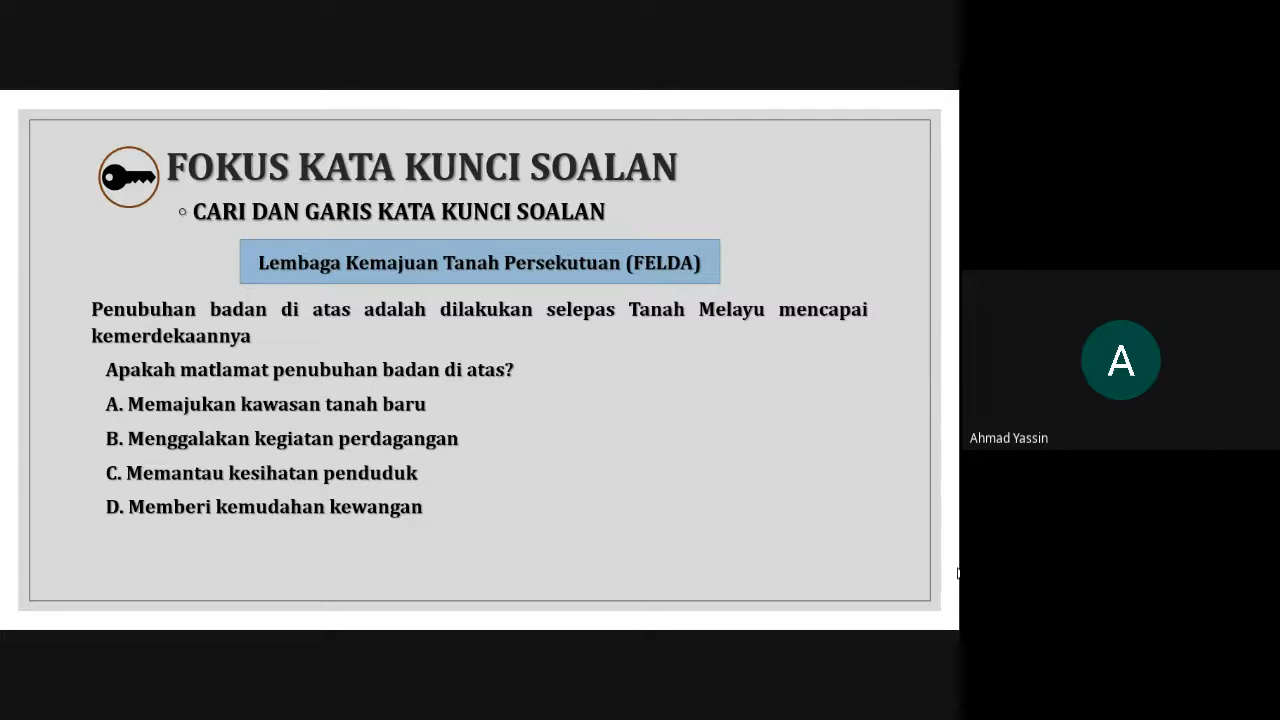 FOKUS KATA KUNCI SOALAN
◦ CARI DAN GARIS KATA KUNCI SOALAN
Lembaga Kemajuan Tanah Persekutuan (FELDA)
Penubuhan badan di atas adalah dilakukan selepas Tanah Melayu mencapai
kemerdekaannya
Apakah matlamat penubuhan badan di atas?
A. Memajukan kawasan tanah baru
B. Menggalakan kegiatan perdagangan
C. Memantau kesihatan penduduk
D. Memberi kemudahan kewangan
A
Ahmad Yassin